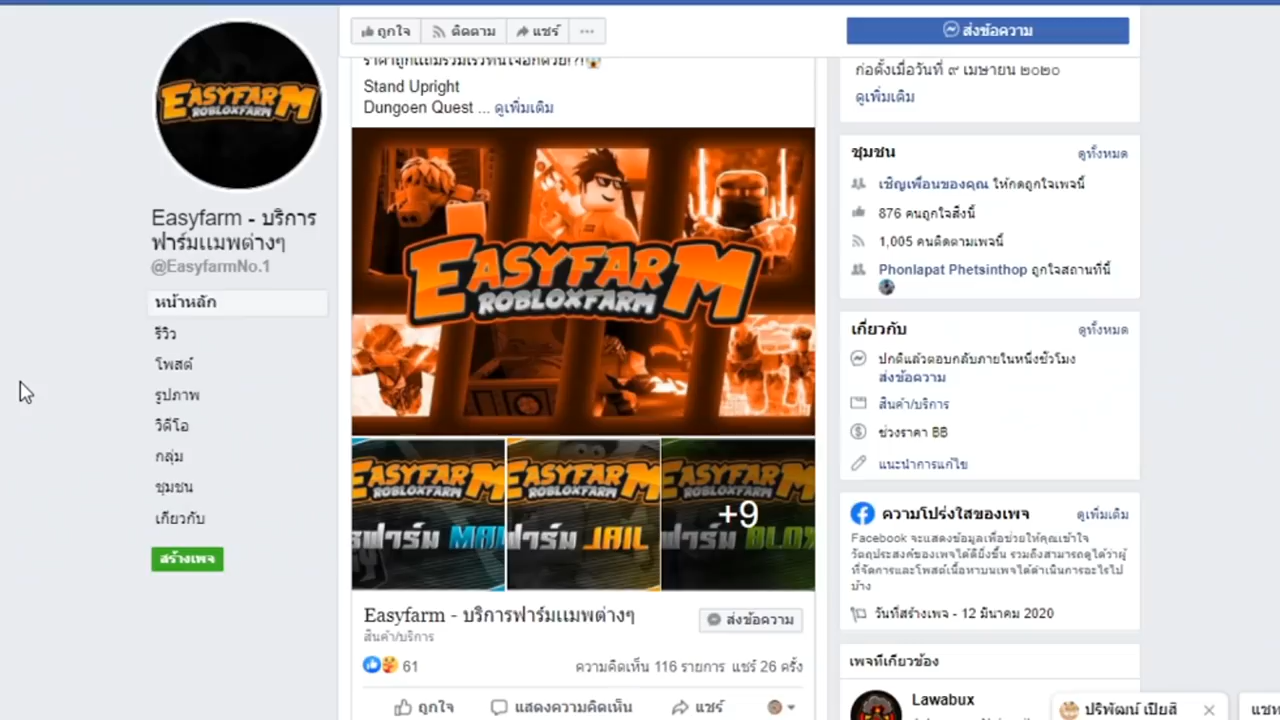 EASYFARM
ROBLOXFARM
Easyfarm - บริการ
ฟาร์มแมพต่างๆ
@EasyfarmNo.1
หน้าหลัก
รีวิว
โพสต์
รูปภาพ
วิดีโอ
กลุ่ม
ชุมชน
เกี่ยวกับ
สร้างเพจ
ถูกใจ
ติดตาม
แชร์
...
ส่งข้อความ
Stand Upright
Dungoen Quest ... ดูเพิ่มเติม
EASYFARM
ROBLOXFARM
EASYFARM
ROBLOXFARM
ฟาร์ม
EASYFARM
ROBLOXFARM
ฟาร์ม JAIL
EASYFARM
ROBLOXFARM
ฟาร์ม BLOX
+9
Easyfarm - บริการฟาร์มแมพต่างๆ
สินค้า/บริการ
ส่งข้อความ
61
ความคิดเห็น 116 รายการ แชร์ 26 ครั้ง
ถูกใจ
แสดงความคิดเห็น
แชร์
ก่อตั้งเมื่อวันที่ ๙ เมษายน ๒๐๒๐
ดูเพิ่มเติม
ชุมชน
ดูทั้งหมด
เชิญเพื่อนของคุณ ให้กดถูกใจเพจนี้
876 คนถูกใจสิ่งนี้
1,005 คนติดตามเพจนี้
Phonlapat Phetsinthop ถูกใจสถานที่นี้
เกี่ยวกับ
ดูทั้งหมด
ปกติแล้วตอบกลับภายในหนึ่งชั่วโมง
ส่งข้อความ
สินค้า/บริการ
ช่วงราคา ฿฿
แนะนำการแก้ไข
ความโปร่งใสของเพจ
ดูเพิ่มเติม
Facebook จะแสดงข้อมูลเพื่อช่วยให้คุณเข้าใจ
วัตถุประสงค์ของเพจได้ดียิ่งขึ้น รวมถึงสามารถดูได้ว่าผู้
ที่จัดการและโพสต์เนื้อหาบนเพจได้ดำเนินการอะไรไป
บ้าง
วันที่สร้างเพจ - 12 มีนาคม 2020
เพจที่เกี่ยวข้อง
Lawabux
ปริพัฒน์ เปียสิ